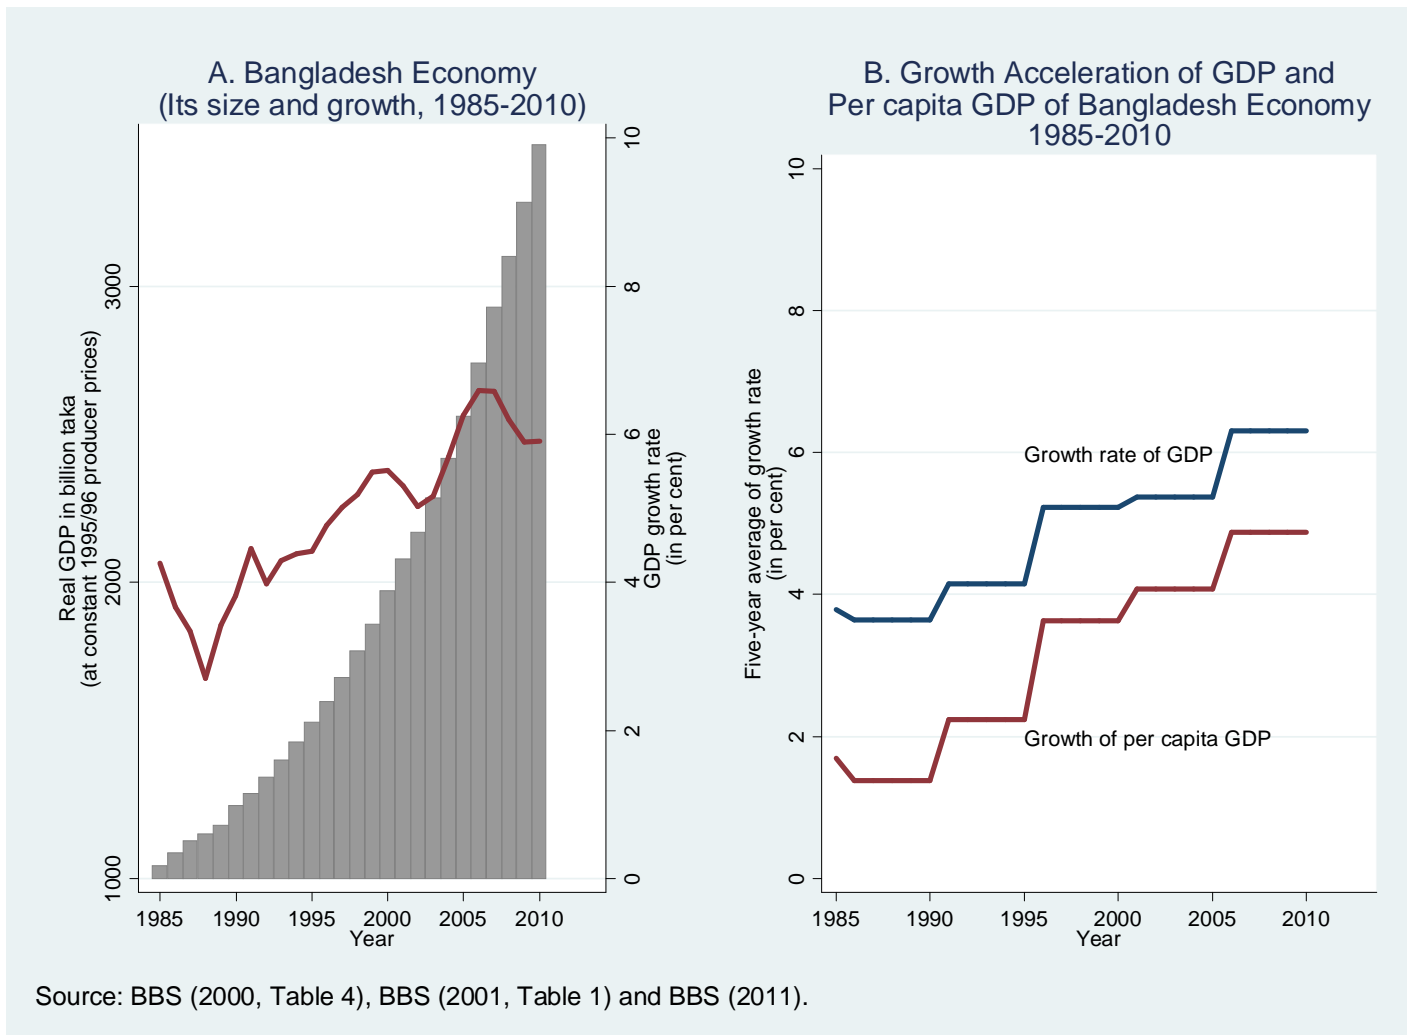 A. Bangladesh Economy
(Its size and growth, 1985-2010)
Real GDP in billion taka
(at constant 1995/96 producer prices)
3000
2000
1000
10
8
6
4
2
0
GDP growth rate
(in per cent)
1985 1990 1995 2000 2005 2010
Year
B. Growth Acceleration of GDP and
Per capita GDP of Bangladesh Economy
1985-2010
Five-year average of growth rate
(in per cent)
10
8
6
4
2
0
Growth rate of GDP
Growth of per capita GDP
1985 1990 1995 2000 2005 2010
Year
Source: BBS (2000, Table 4), BBS (2001, Table 1) and BBS (2011).